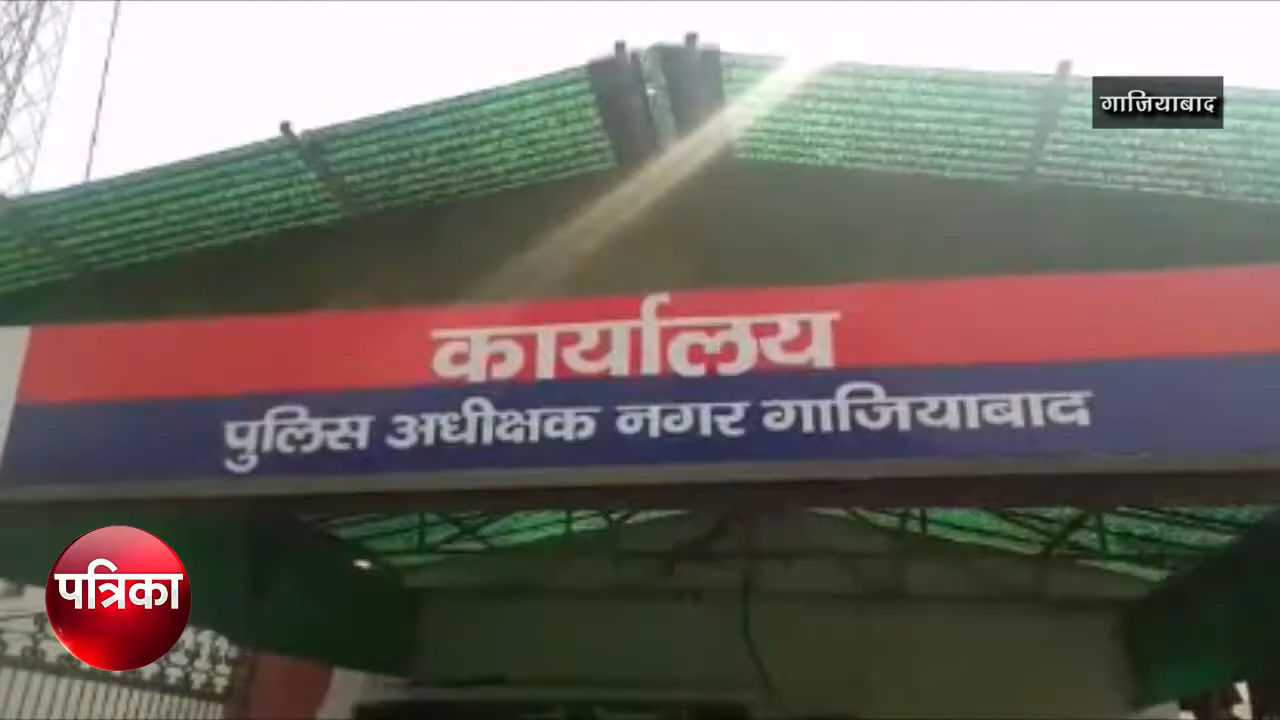 गाजियाबाद
कार्यालय
पुलिस अधीक्षक नगर गाजियाबाद
पत्रिका